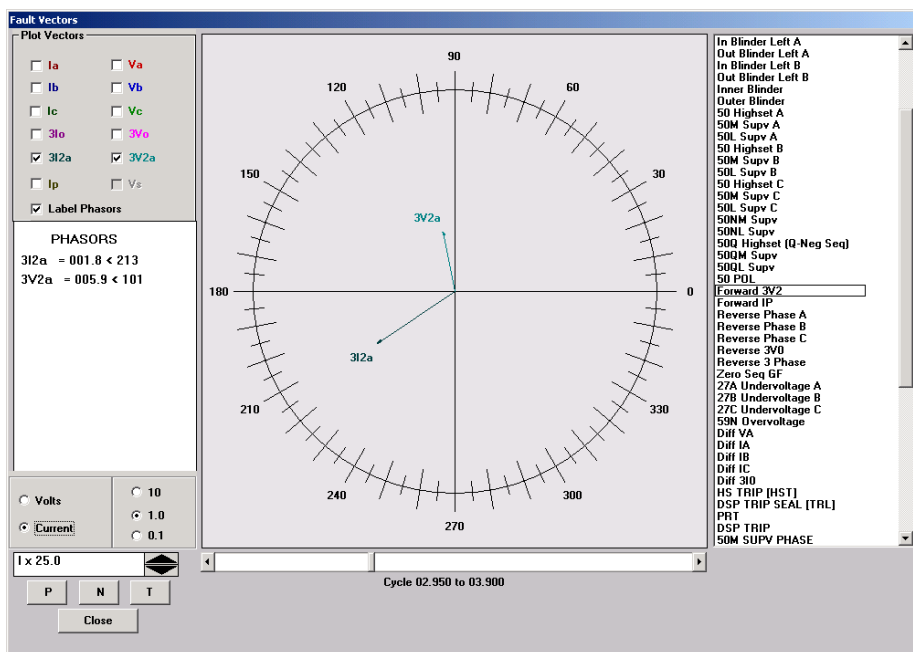 Fault Vectors
Plot Vectors
Ia
Va
Ib
Vb
Ic
Vc
3Io
3Vo
3I2a
3V2a
Ip
Vs
Label Phasors
PHASORS
3I2a = 001.8 < 213
3V2a = 005.9 < 101
Volts
Current
10
1.0
0.1
I x 25.0
P
N
T
Close
90
120
60
150
30
3V2a
180
0
3I2a
210
330
240
300
270
Cycle 02.950 to 03.900
In Blinder Left A
Out Blinder Left A
In Blinder Left B
Out Blinder Left B
Inner Blinder
Outer Blinder
50 Highset A
50M Supv A
50L Supv A
50 Highset B
50M Supv B
50L Supv B
50 Highset C
50M Supv C
50L Supv C
50NM Supv
50NL Supv
50Q Highset (Q-Neg Seq)
50QM Supv
50QL Supv
50 POL
Forward 3V2
Forward IP
Reverse Phase A
Reverse Phase B
Reverse Phase C
Reverse 3V0
Reverse 3 Phase
Zero Seq GF
27A Undervoltage A
27B Undervoltage B
27C Undervoltage C
59N Overvoltage
Diff VA
Diff IA
Diff IB
Diff IC
Diff 3I0
HS TRIP [HST]
DSP TRIP SEAL [TRL]
PRT
DSP TRIP
50M SUPV PHASE